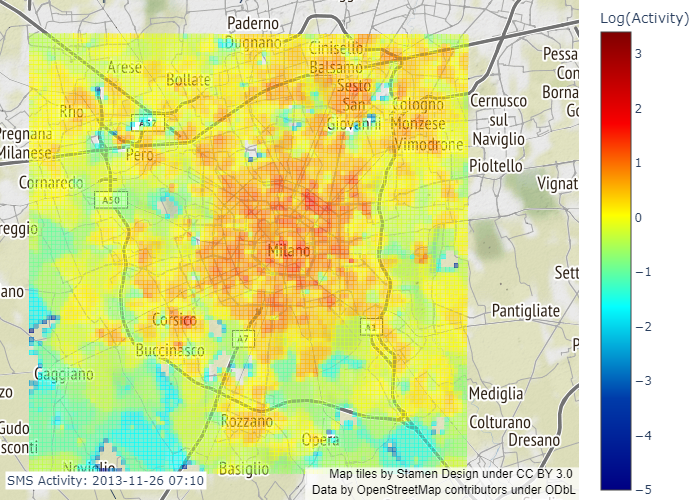 Log(Activity)
3
2
1
0
−1
−2
−3
−4
−5
Paderno
Dugnano
Cinisello
Balsamo
Arese
Bollate
Sesto
San
Giovanni
Rho
A52
Cologno
Monzese
Cernusco
sul
Naviglio
Pessa
Con
Borna
Go
Pregnana
Milanese
Pero
Vimodrone
Pioltello
Cornaredo
Vignat
A50
reggio
Milano
Sett
ano
Pantigliate
Corsico
A7
A1
P
Buccinasco
Gaggiano
zo
Mediglia
Rozzano
Colturano
Gudo
Opera
Dresano
sconti
Noviglio
Basiglio
SMS Activity: 2013-11-26 07:10
Map tiles by Stamen Design under CC BY 3.0
Data by OpenStreetMap contributors under ODbL